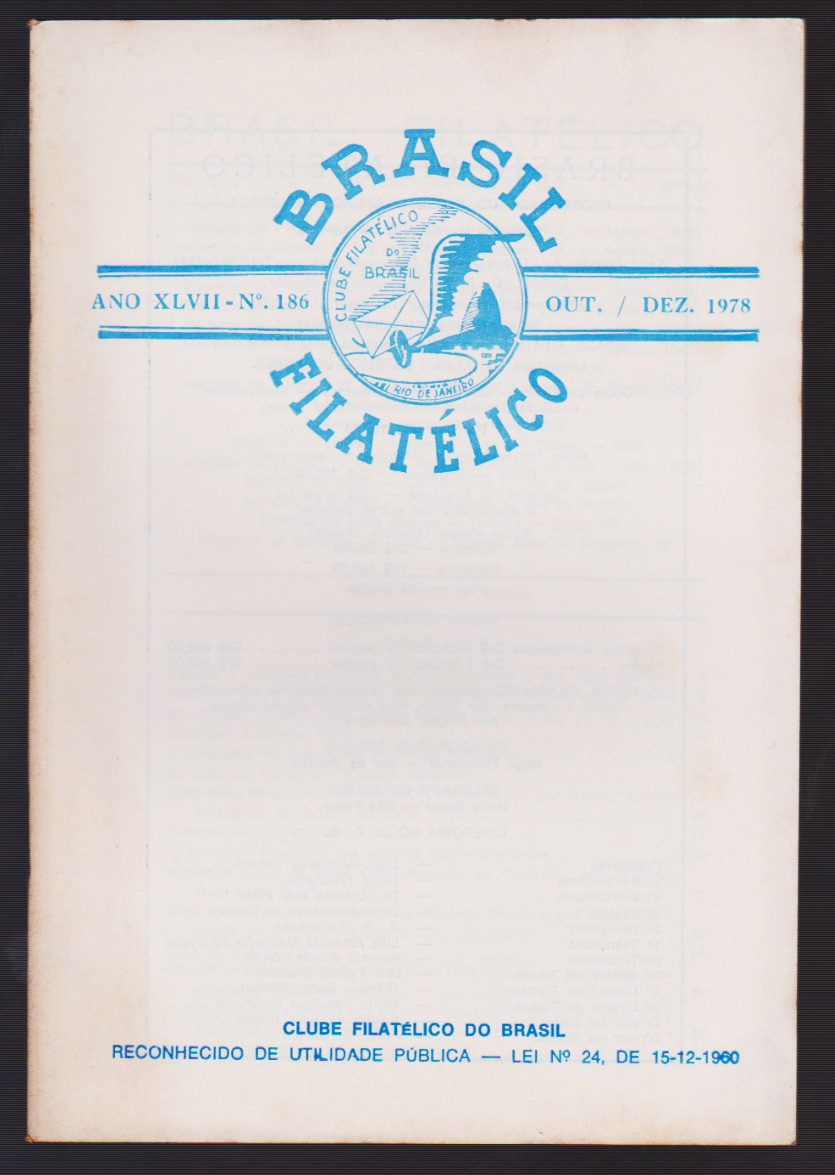 BRASIL
CLUBE FILATÉLICO
DO
BRASIL
ANO XLVII - Nº. 186
OUT. / DEZ. 1978
RIO DE JANEIRO
FILATÉLICO
CLUBE FILATÉLICO DO BRASIL
RECONHECIDO DE UTILIDADE PÚBLICA — LEI Nº 24, DE 15-12-1960